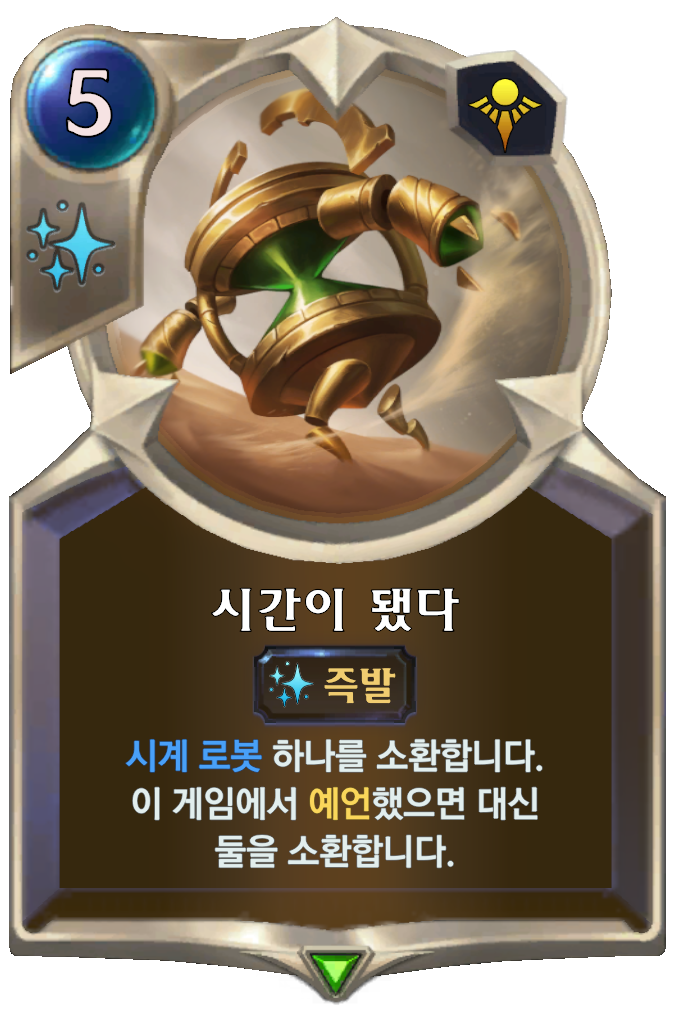 5
시간이 됐다
즉발
시계 로봇 하나를 소환합니다.
이 게임에서 예언했으면 대신
둘을 소환합니다.